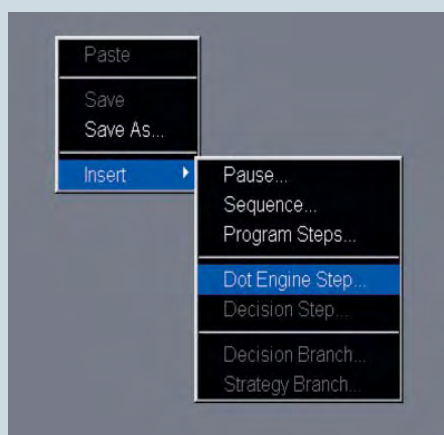 Paste
Save
Save As...
Insert
Pause...
Sequence...
Program Steps...
Dot Engine Step...
Decision Step...
Decision Branch...
Strategy Branch...